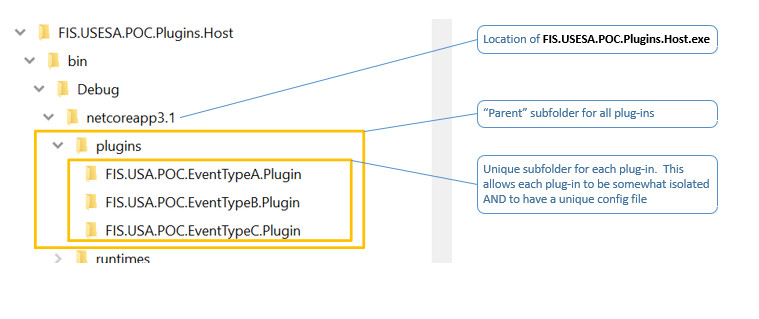 FIS.USESA.POC.Plugins.Host
bin
Debug
netcoreapp3.1
plugins
FIS.USA.POC.EventTypeA.Plugin
FIS.USA.POC.EventTypeB.Plugin
FIS.USA.POC.EventTypeC.Plugin
runtimes
Location of FIS.USESA.POC.Plugins.Host.exe
“Parent” subfolder for all plug-ins
Unique subfolder for each plug-in.  This
allows each plug-in to be somewhat isolated
AND to have a unique config file